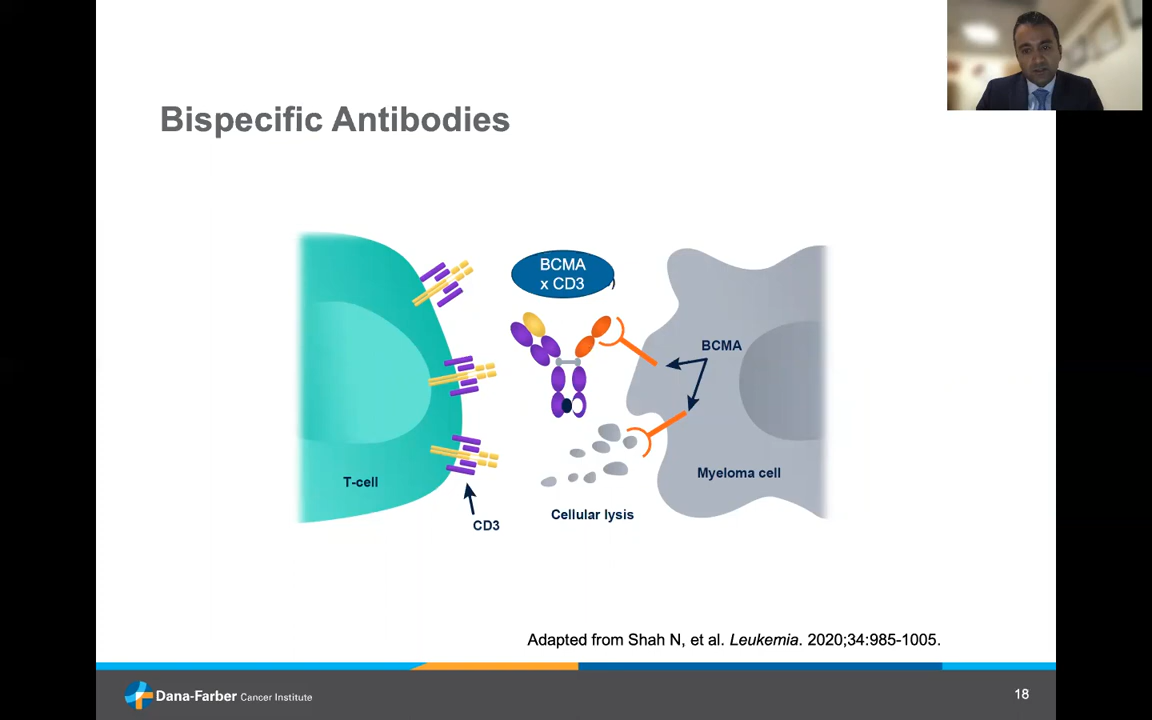 Bispecific Antibodies
BCMA
x CD3
BCMA
T-cell
Myeloma cell
Cellular lysis
CD3
Adapted from Shah N, et al. Leukemia. 2020;34:985-1005.
Dana-Farber Cancer Institute
18